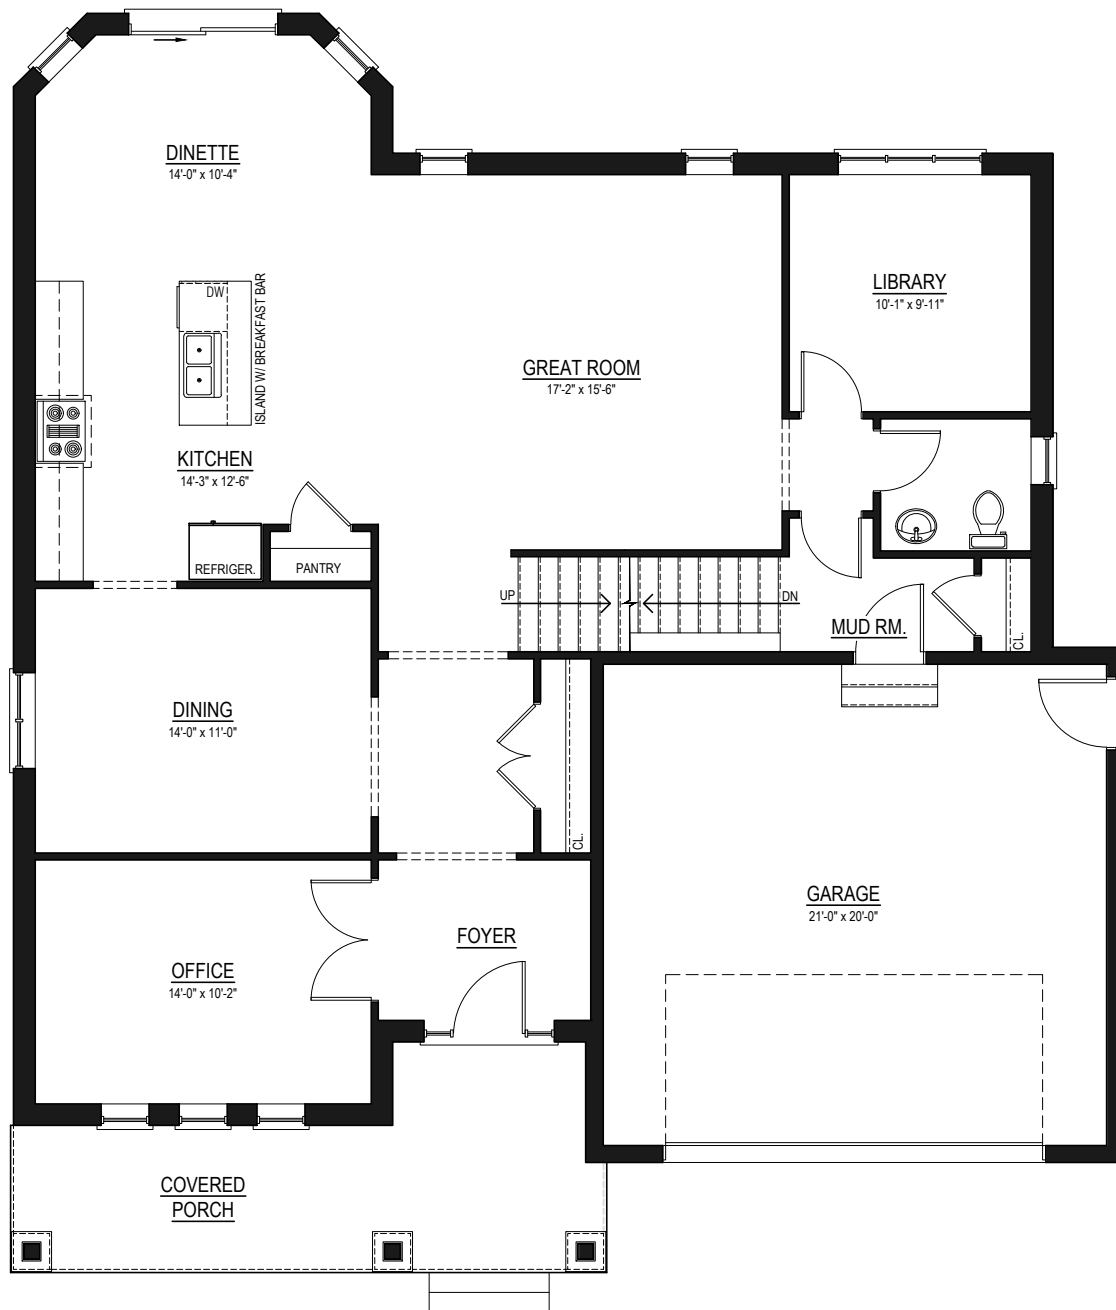 DINETTE
14'-0" x 10'-4"
LIBRARY
10'-1" x 9'-11"
DW
ISLAND W/ BREAKFAST BAR
GREAT ROOM
17'-2" x 15'-6"
KITCHEN
14'-3" x 12'-6"
REFRIGER.
PANTRY
UP
DN
MUD RM.
CL.
DINING
14'-0" x 11'-0"
CL.
GARAGE
21'-0" x 20'-0"
FOYER
OFFICE
14'-0" x 10'-2"
COVERED
PORCH